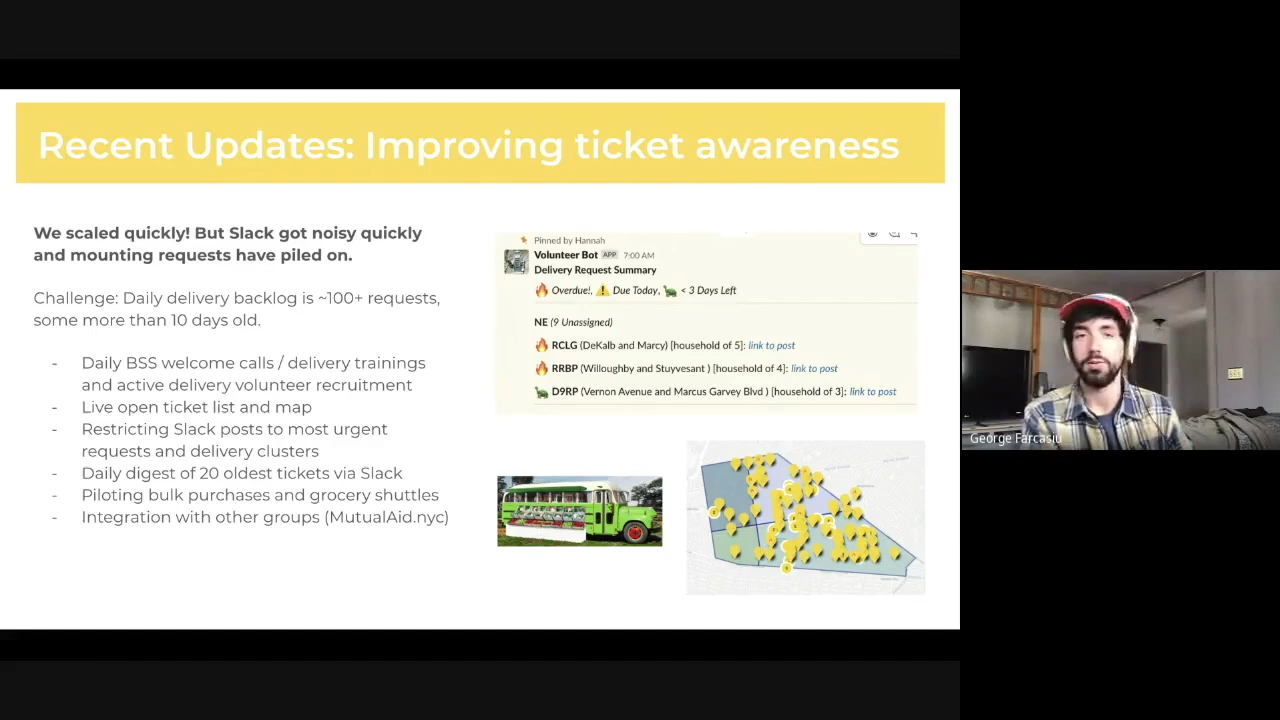 Recent Updates: Improving ticket awareness
We scaled quickly! But Slack got noisy quickly
and mounting requests have piled on.
Challenge: Daily delivery backlog is ~100+ requests,
some more than 10 days old.
- Daily BSS welcome calls / delivery trainings
and active delivery volunteer recruitment
- Live open ticket list and map
- Restricting Slack posts to most urgent
requests and delivery clusters
- Daily digest of 20 oldest tickets via Slack
- Piloting bulk purchases and grocery shuttles
- Integration with other groups (MutualAid.nyc)
Pinned by Hannah
Volunteer Bot APP 7:00 AM
Delivery Request Summary
🔥 Overdue!, ⚠️ Due Today, 🐢 < 3 Days Left
NE (9 Unassigned)
🔥 RCLG (DeKalb and Marcy) [household of 5]: link to post
🔥 RRBP (Willoughby and Stuyvesant ) [household of 4]: link to post
🐢 D9RP (Vernon Avenue and Marcus Garvey Blvd ) [household of 3]: link to post
George Farcasiu